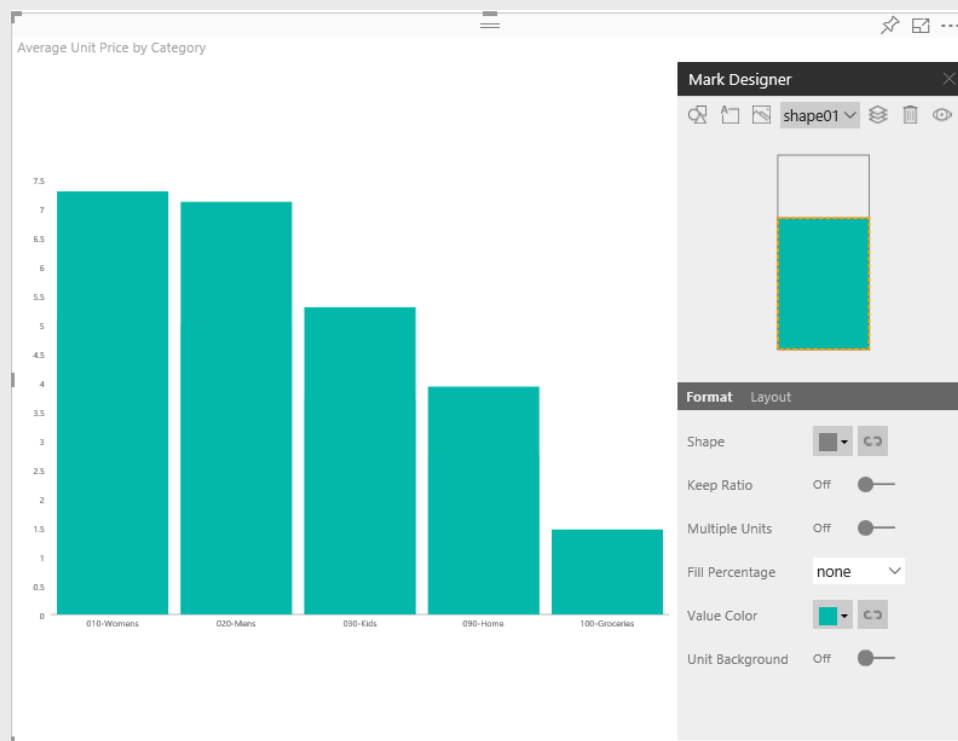 Average Unit Price by Category
Mark Designer
A
shape01
7.5
7
6.5
6
5.5
5
4.5
4
3.5
3
2.5
2
1.5
1
0.5
0
010-Womens
020-Mens
030-Kids
090-Home
100-Groceries
Format Layout
Shape
Keep Ratio Off
Multiple Units Off
Fill Percentage none
Value Color
Unit Background Off